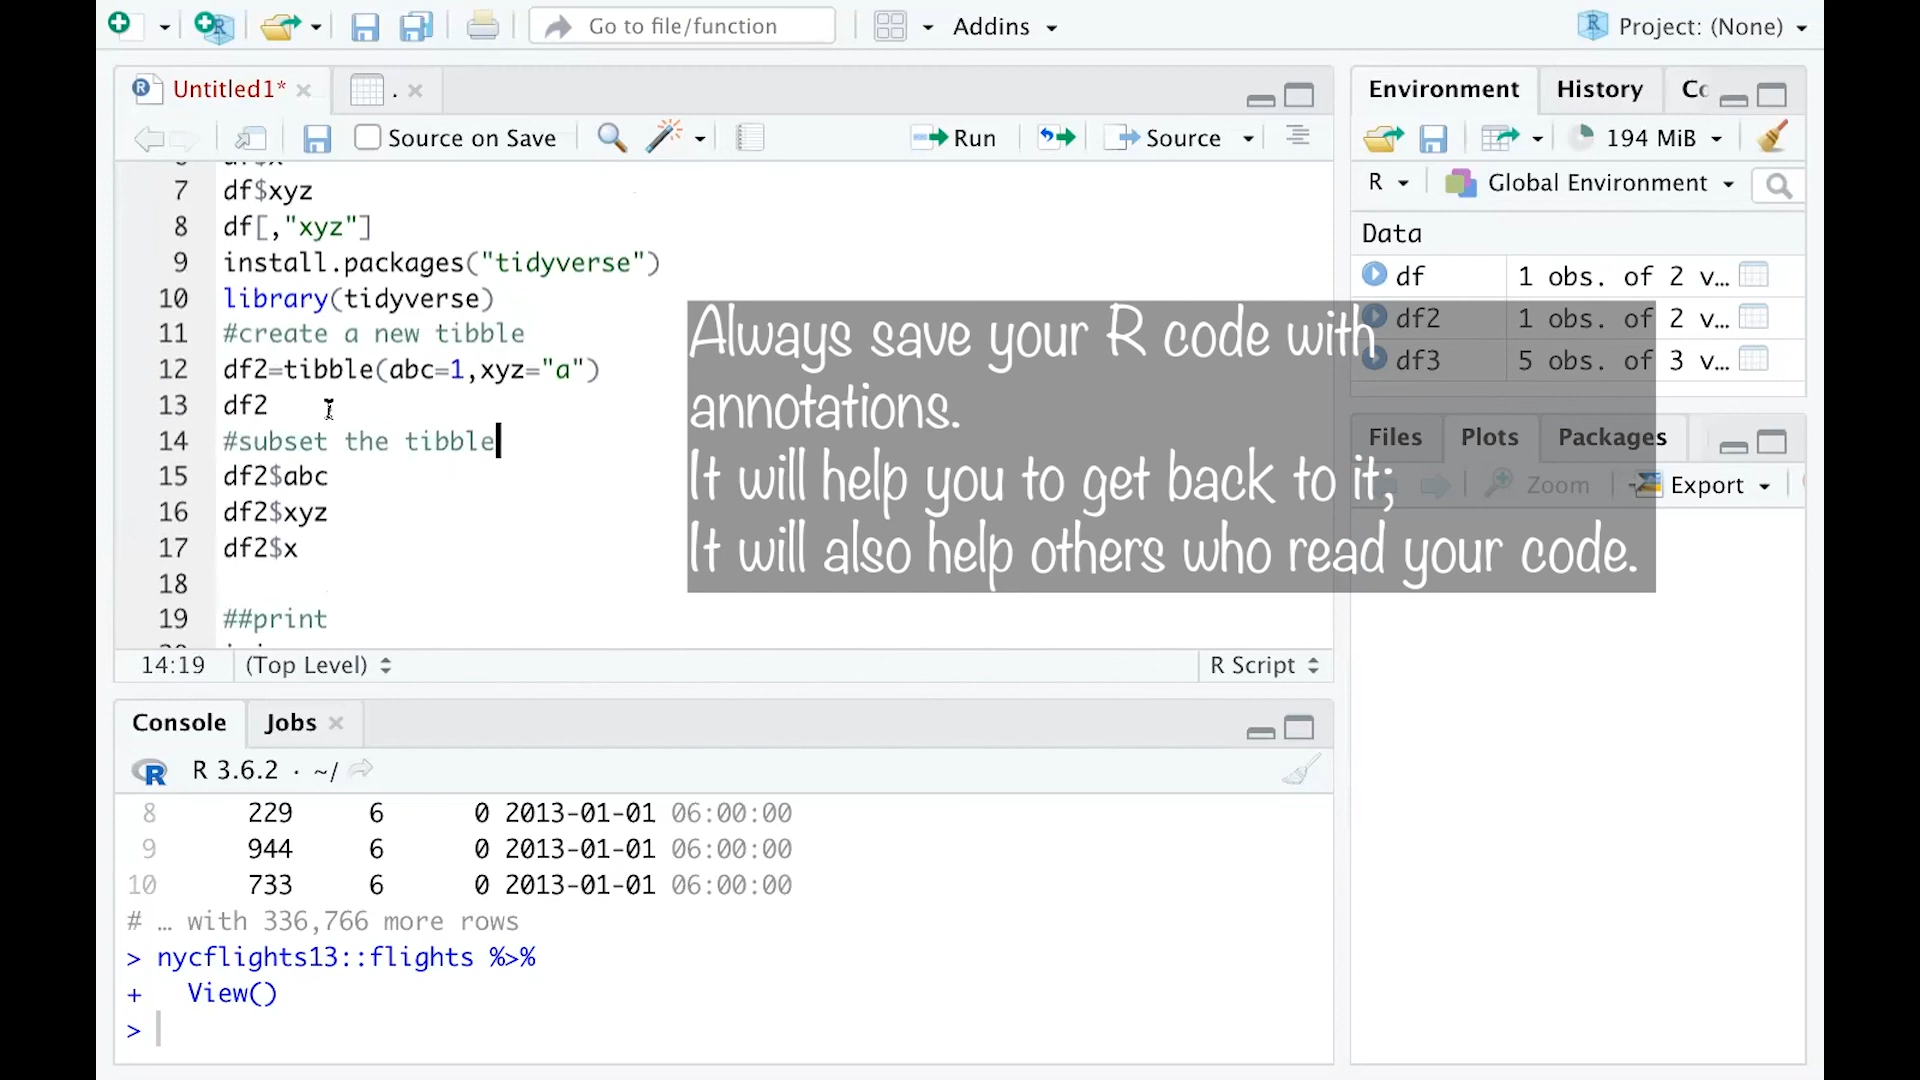 Go to file/function
Addins
Project: (None)
Untitled1*
.
Source on Save
Run
Source
7 df$xyz
8 df[,"xyz"]
9 install.packages("tidyverse")
10 library(tidyverse)
11 #create a new tibble
12 df2=tibble(abc=1,xyz="a")
13 df2
14 #subset the tibble
15 df2$abc
16 df2$xyz
17 df2$x
18
19 ##print
14:19 (Top Level) R Script
Always save your R code with
annotations.
It will help you to get back to it;
It will also help others who read your code.
Environment History
194 MiB
R Global Environment
Data
df 1 obs. of 2 v…
df2 1 obs. of 2 v…
df3 5 obs. of 3 v…
Files Plots Packages
Zoom Export
Console Jobs
R 3.6.2 · ~/
8 229 6 0 2013-01-01 06:00:00
9 944 6 0 2013-01-01 06:00:00
10 733 6 0 2013-01-01 06:00:00
# … with 336,766 more rows
> nycflights13::flights %>%
+ View()
>